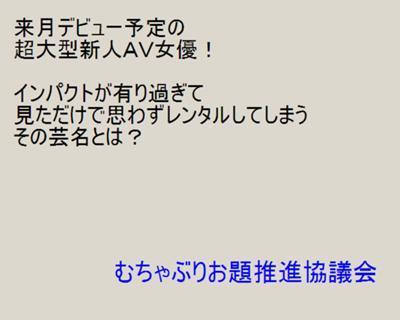 来月デビュー予定の
超大型新人AV女優！
インパクトが有り過ぎて
見ただけで思わずレンタルしてしまう
その芸名とは？
むちゃぶりお題推進協議会